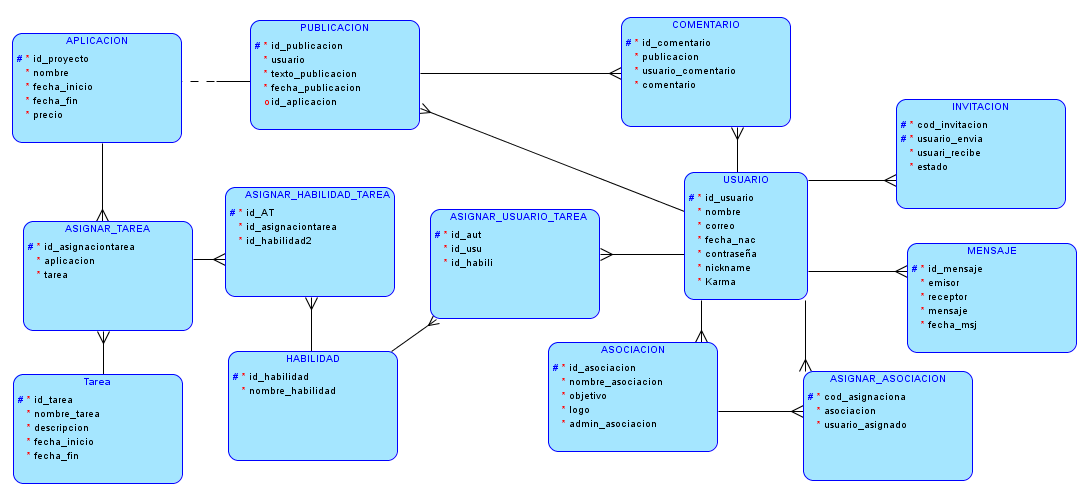 APLICACION
# * id_proyecto
* nombre
* fecha_inicio
* fecha_fin
* precio
PUBLICACION
# * id_publicacion
* usuario
* texto_publicacion
* fecha_publicacion
o id_aplicacion
COMENTARIO
# * id_comentario
* publicacion
* usuario_comentario
* comentario
INVITACION
# * cod_invitacion
# * usuario_envia
* usuari_recibe
* estado
ASIGNAR_TAREA
# * id_asignaciontarea
* aplicacion
* tarea
ASIGNAR_HABILIDAD_TAREA
# * id_AT
* id_asignaciontarea
* id_habilidad2
ASIGNAR_USUARIO_TAREA
# * id_aut
* id_usu
* id_habili
USUARIO
# * id_usuario
* nombre
* correo
* fecha_nac
* contraseña
* nickname
* Karma
MENSAJE
# * id_mensaje
* emisor
* receptor
* mensaje
* fecha_msj
Tarea
# * id_tarea
* nombre_tarea
* descripcion
* fecha_inicio
* fecha_fin
HABILIDAD
# * id_habilidad
* nombre_habilidad
ASOCIACION
# * id_asociacion
* nombre_asociacion
* objetivo
* logo
* admin_asociacion
ASIGNAR_ASOCIACION
# * cod_asignaciona
* asociacion
* usuario_asignado